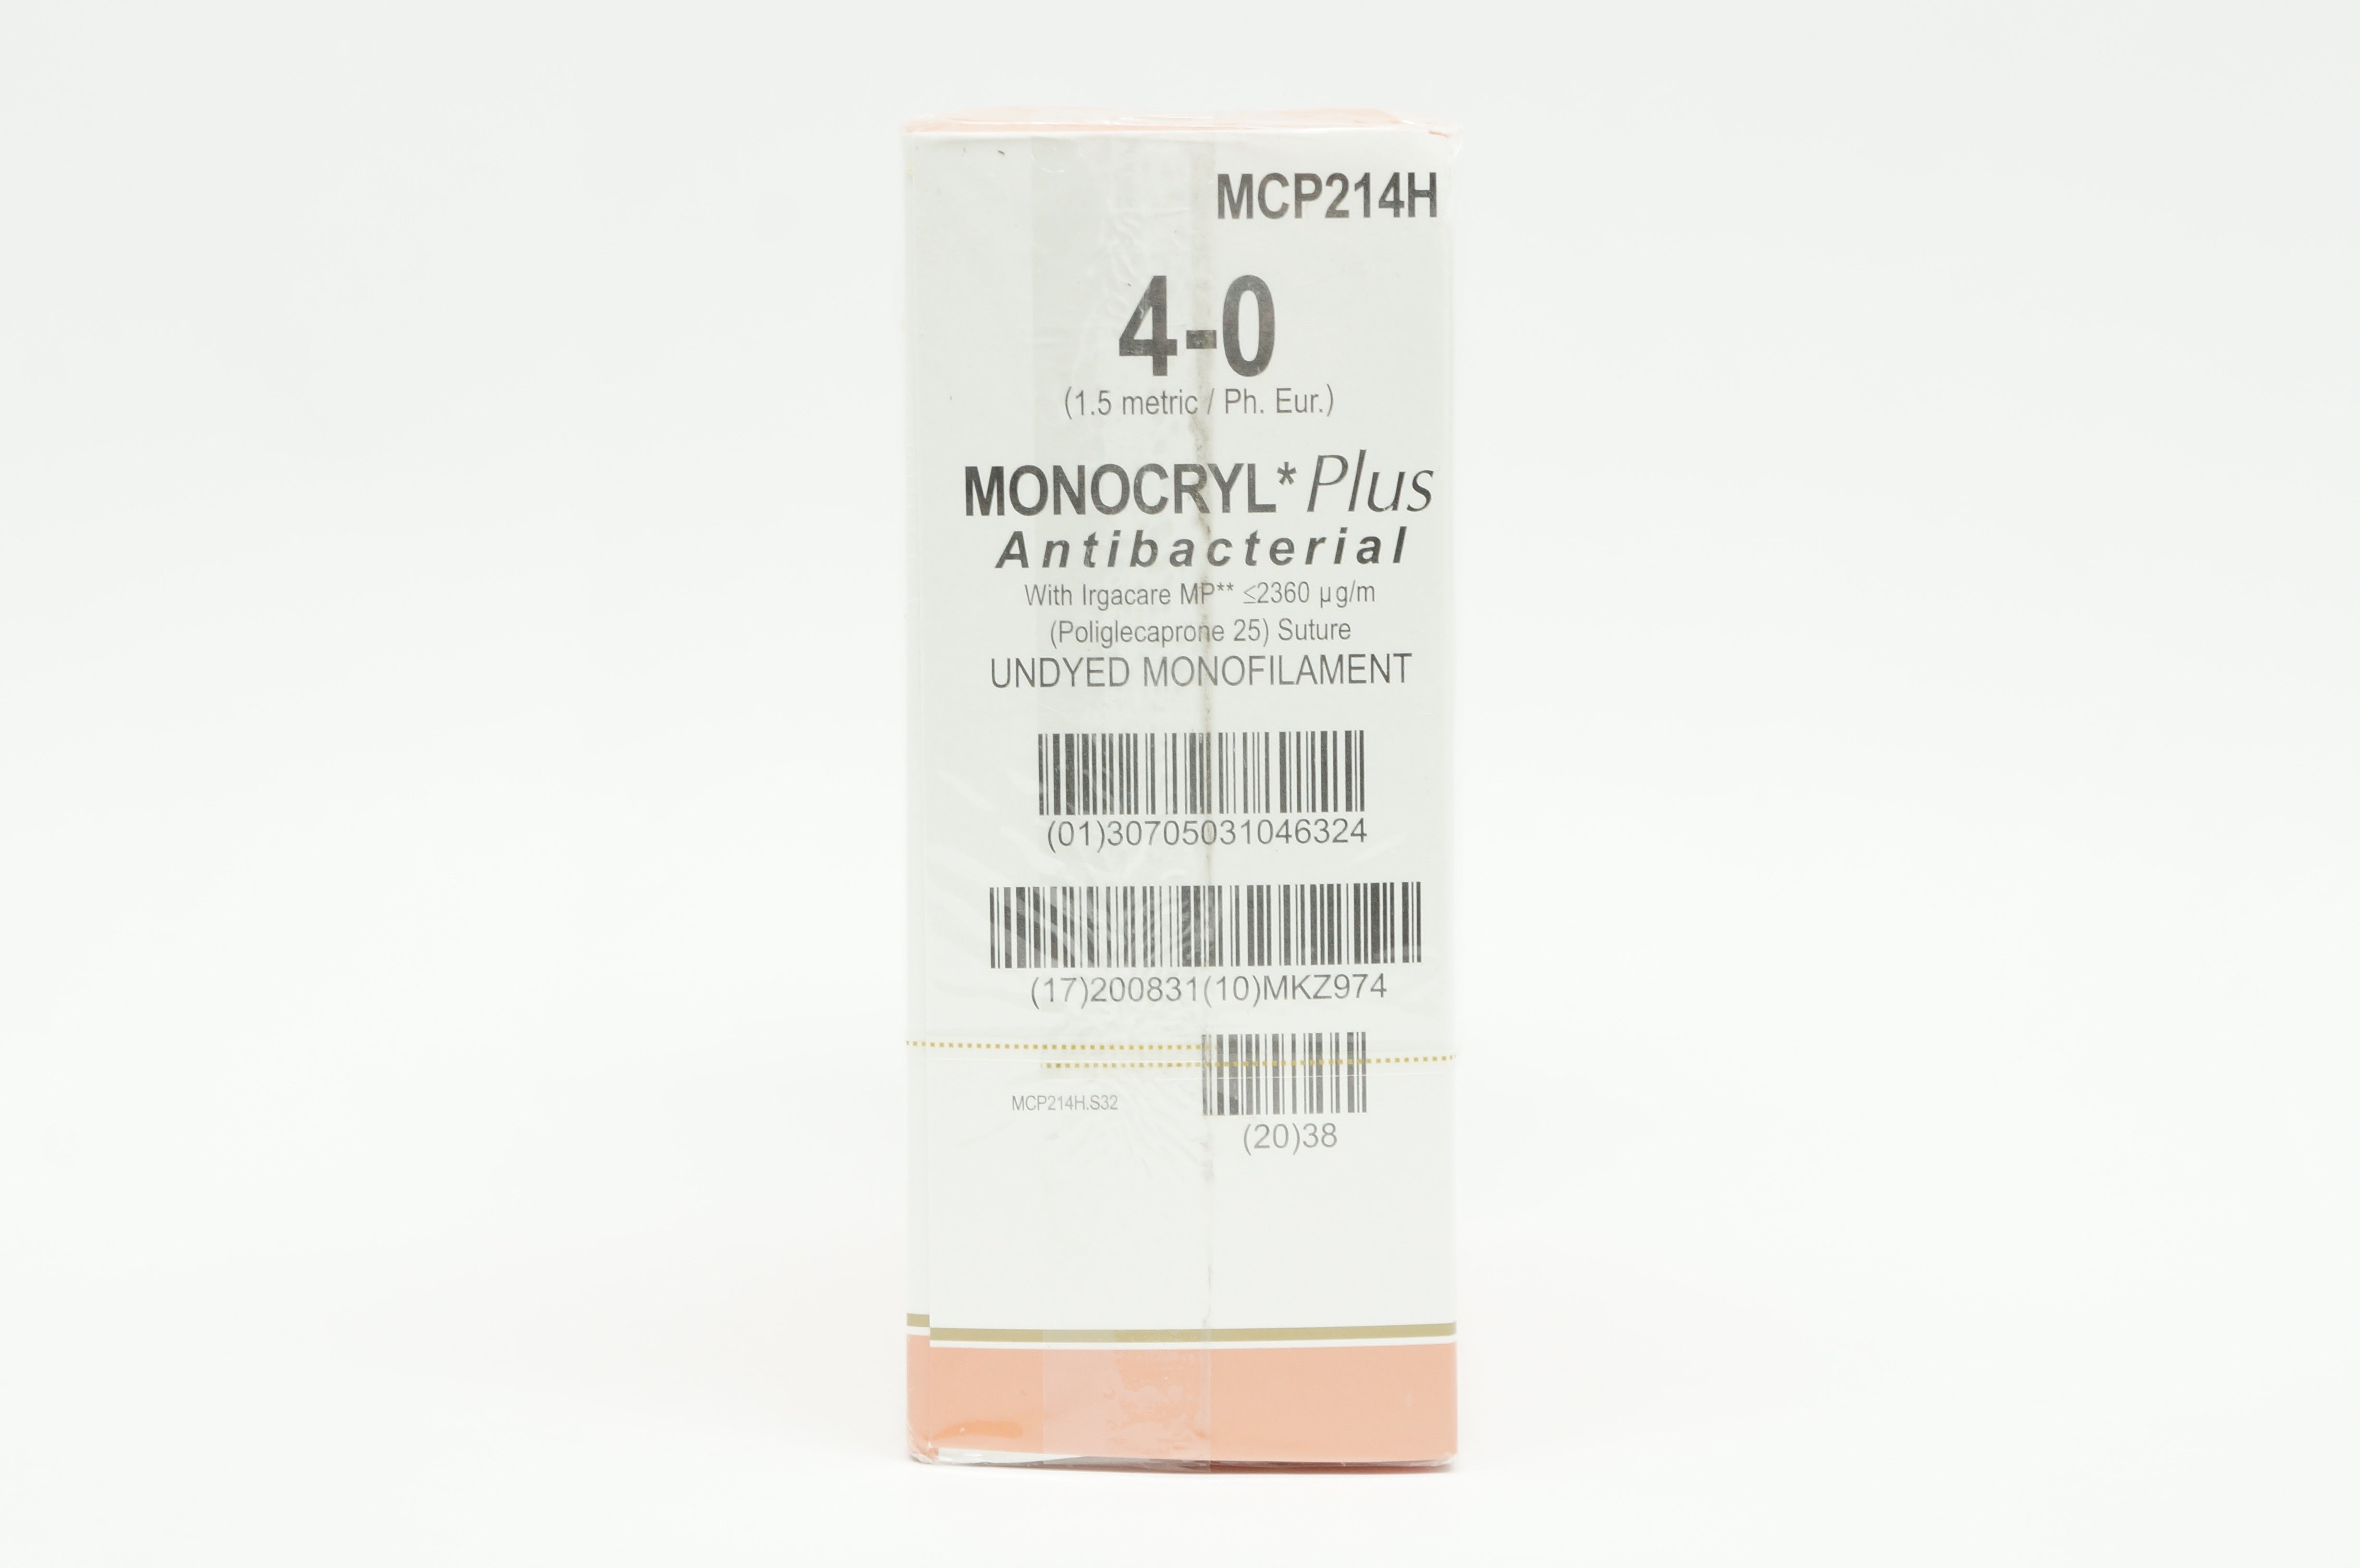 MCP214H
4-0
(1.5 metric / Ph. Eur.)
MONOCRYL* Plus
Antibacterial
With Irgacare MP** ≤2360 µg/m
(Poliglecaprone 25) Suture
UNDYED MONOFILAMENT
(01)30705031046324
(17)200831(10)MKZ974
MCP214H.S32
(20)38